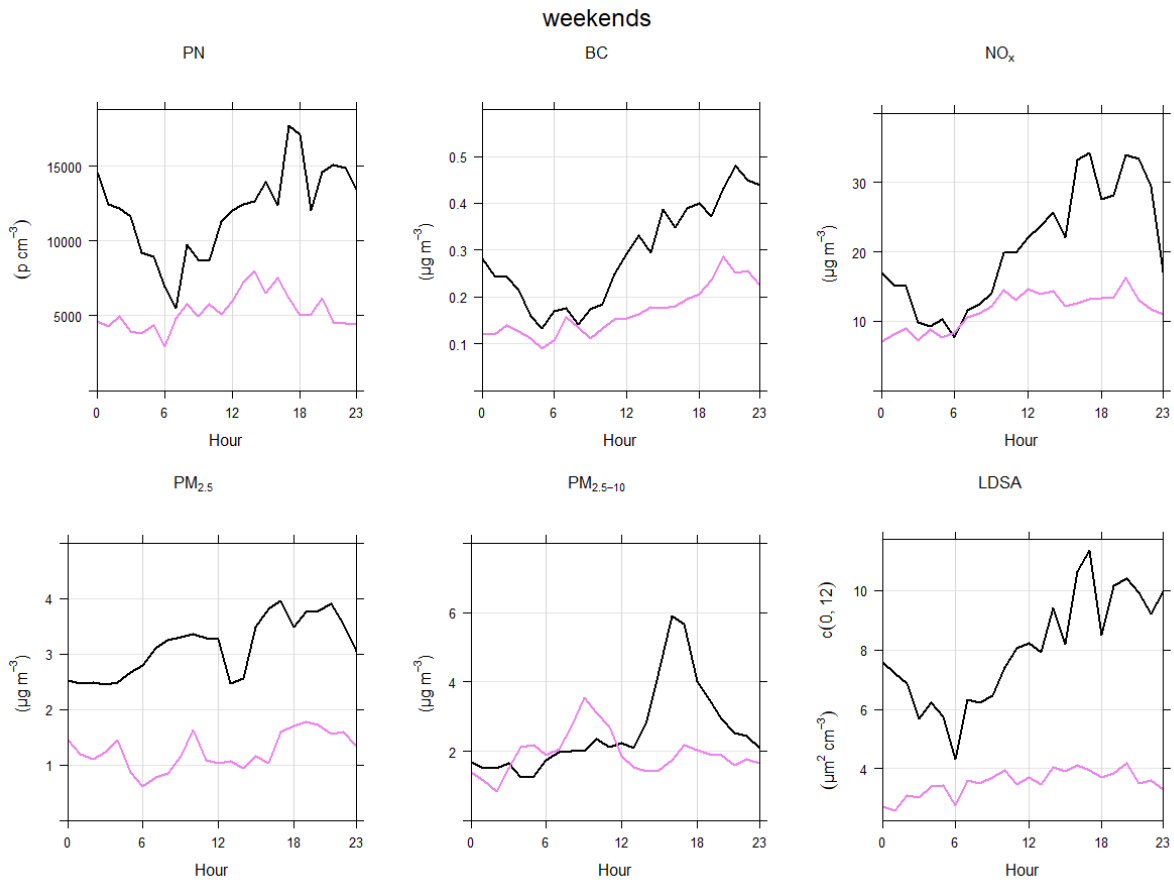 weekends
PN
BC
NOx
(p cm−3)
15000
10000
5000
0
6
12
18
23
Hour
(µg m−3)
0.5
0.4
0.3
0.2
0.1
0
6
12
18
23
Hour
(µg m−3)
30
20
10
0
6
12
18
23
Hour
PM2.5
PM2.5−10
LDSA
(µg m−3)
4
3
2
1
0
6
12
18
23
Hour
(µg m−3)
6
4
2
0
6
12
18
23
Hour
c(0, 12)
(µm2 cm−3)
10
8
6
4
0
6
12
18
23
Hour